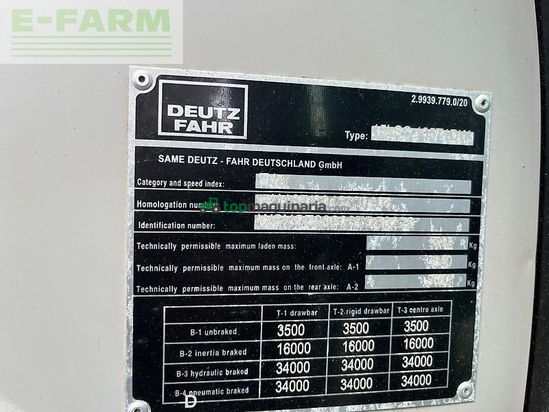 E-FARM
DEUTZ
FAHR
2.9939.779.0/20
Type:
SAME DEUTZ - FAHR DEUTSCHLAND GmbH
Category and speed index:
Homologation
topmaquinaria.com
Identification number:
Technically permissible maximum laden mass: Kg
Technically permissible maximum mass on the front axle: A-1 Kg
Technically permissible maximum mass on the rear axle: A-2 Kg
T-1 drawbar T-2 rigid drawbar T-3 centre axle
B-1 unbraked 3500 3500 3500
B-2 inertia braked 16000 16000 16000
B-3 hydraulic braked 34000 34000 34000
B-4 pneumatic braked 34000 34000 34000
D